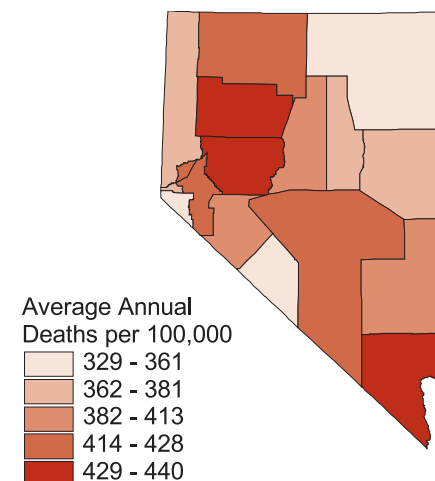 Average Annual
Deaths per 100,000
329 - 361
362 - 381
382 - 413
414 - 428
429 - 440